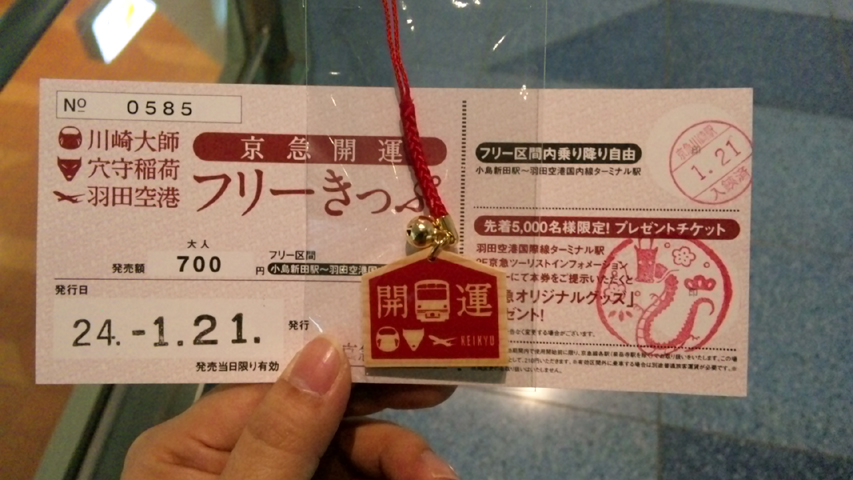 No 0585
川崎大師
穴守稲荷
羽田空港
京急開運
フリーきっぷ
大人
発売額 700 円
フリー区間
小島新田駅～羽田空港国
発行日
24.-1.21.
発行
発売当日限り有効
開運
KEIKYU
フリー区間内乗り降り自由
小島新田駅～羽田空港国内線ターミナル駅
1.21
入鋏済
先着5,000名様限定!プレゼントチケット
羽田空港国際線ターミナル駅
2F京急ツーリストインフォメーション
ーにて本券をご提示いただくと
急オリジナルグッズ」
ゼント!